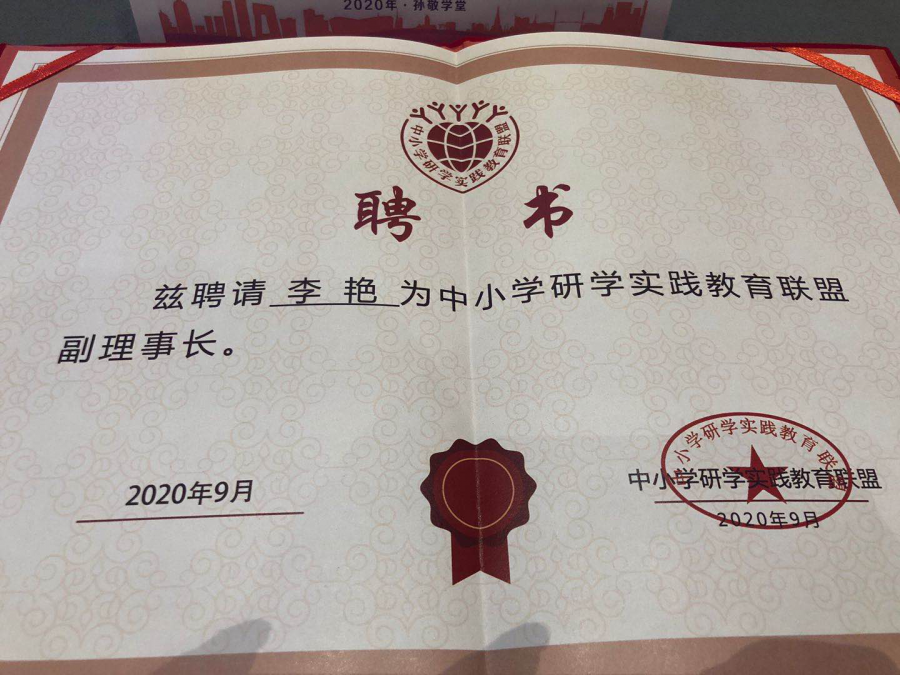 2020年·孙敬学堂
中小学研学实践教育联盟
聘 书
兹聘请 李 艳 为中小学研学实践教育联盟
副理事长。
2020年9月
中小学研学实践教育联盟
中小学研学实践教育联盟
2020年9月